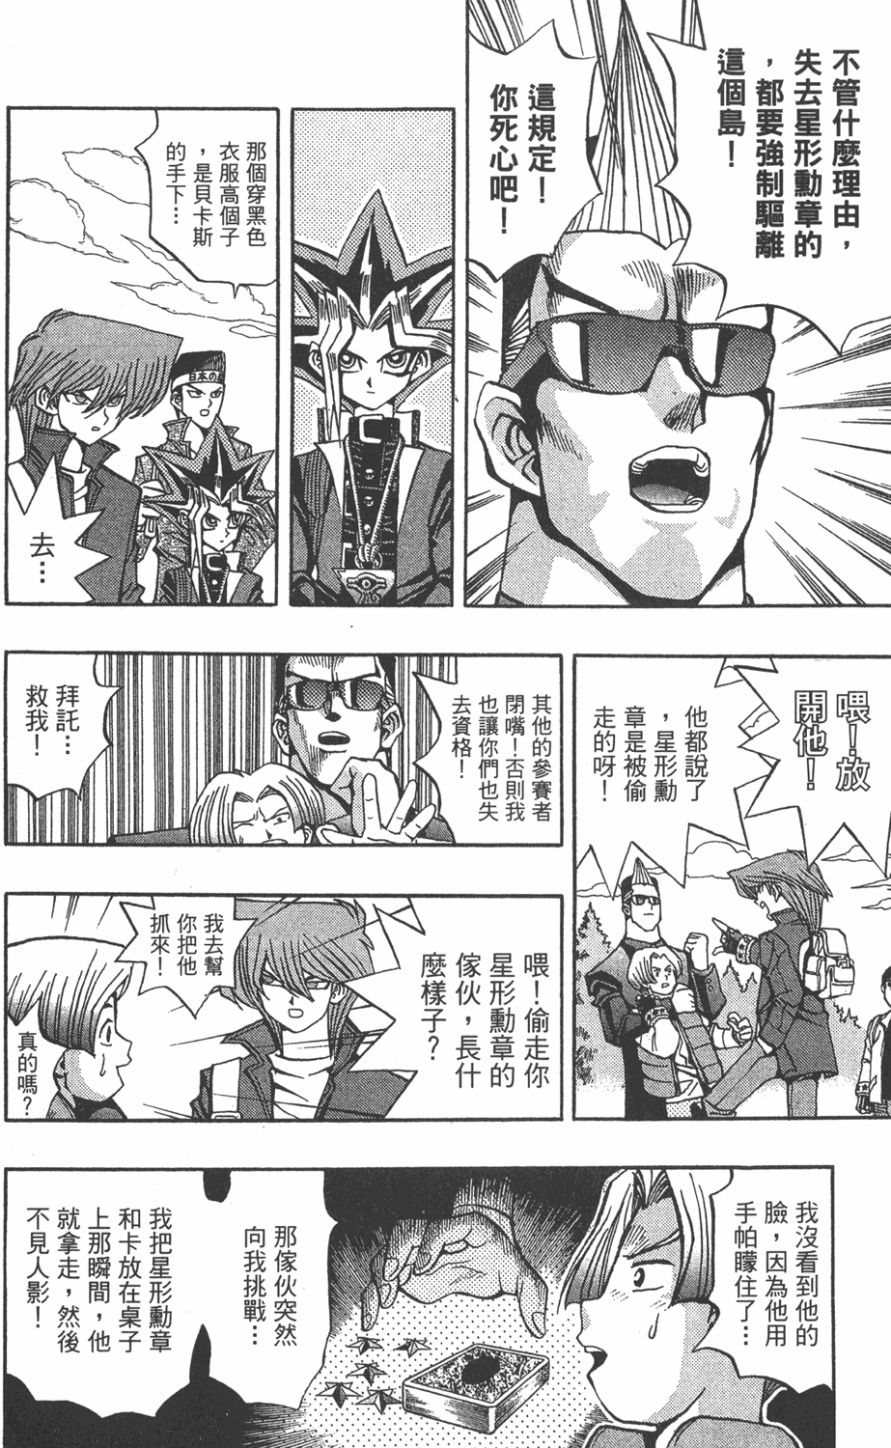 不管什麼理由，
失去星形勳章的
，都要強制驅離
這個島！
這規定！
你死心吧！
那個穿黑色
衣服高個子
，是貝卡斯
的手下…
日本の
去…
喂！放
開他！
他都說了
，星形勳
章是被偷
走的呀！
其他的參賽者
閉嘴！否則我
也讓你們也失
去資格！
拜託…
救我！
喂！偷走你
星形勳章的
傢伙，長什
麼樣子？
我去幫
你把他
抓來！
真的嗎？
我沒看到他的
臉，因為他用
手帕矇住了…
那傢伙突然
向我挑戰…
我把星形勳章
和卡放在桌子
上那瞬間，他
就拿走，然後
不見人影！